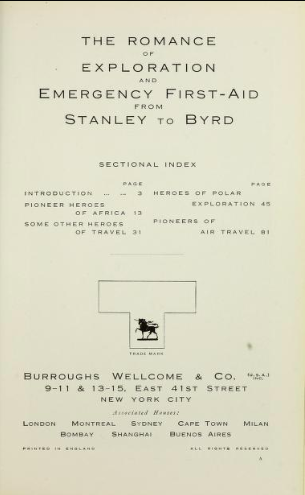 THE ROMANCE
OF
EXPLORATION
AND
EMERGENCY FIRST-AID
FROM
STANLEY TO BYRD
SECTIONAL INDEX
PAGE
INTRODUCTION ... ... 3
PIONEER HEROES
OF AFRICA 13
SOME OTHER HEROES
OF TRAVEL 31
PAGE
HEROES OF POLAR
EXPLORATION 45
PIONEERS OF
AIR TRAVEL 81
TRADE MARK
BURROUGHS WELLCOME & CO. (U.S.A.) INC.
9-11 & 13-15, EAST 41ST STREET
NEW YORK CITY
Associated Houses:
LONDON MONTREAL SYDNEY CAPE TOWN MILAN
BOMBAY SHANGHAI BUENOS AIRES
PRINTED IN ENGLAND ALL RIGHTS RESERVED